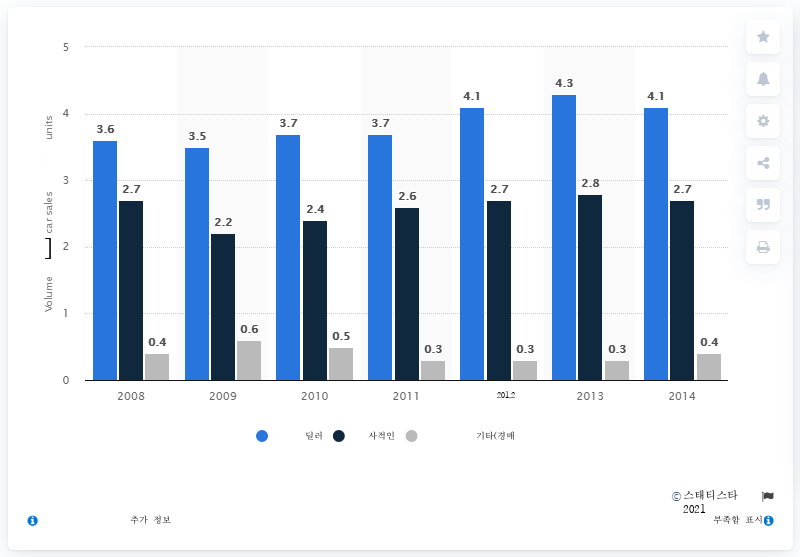 5
4
3
2
1
0
Volume ] car sales units
3.6 2.7 0.4
3.5 2.2 0.6
3.7 2.4 0.5
3.7 2.6 0.3
4.1 2.7 0.3
4.3 2.8 0.3
4.1 2.7 0.4
2008 2009 2010 2011 2012 2013 2014
딜러 사적인 기타(경매
© 스태티스타
2021
추가 정보
부족함 표시